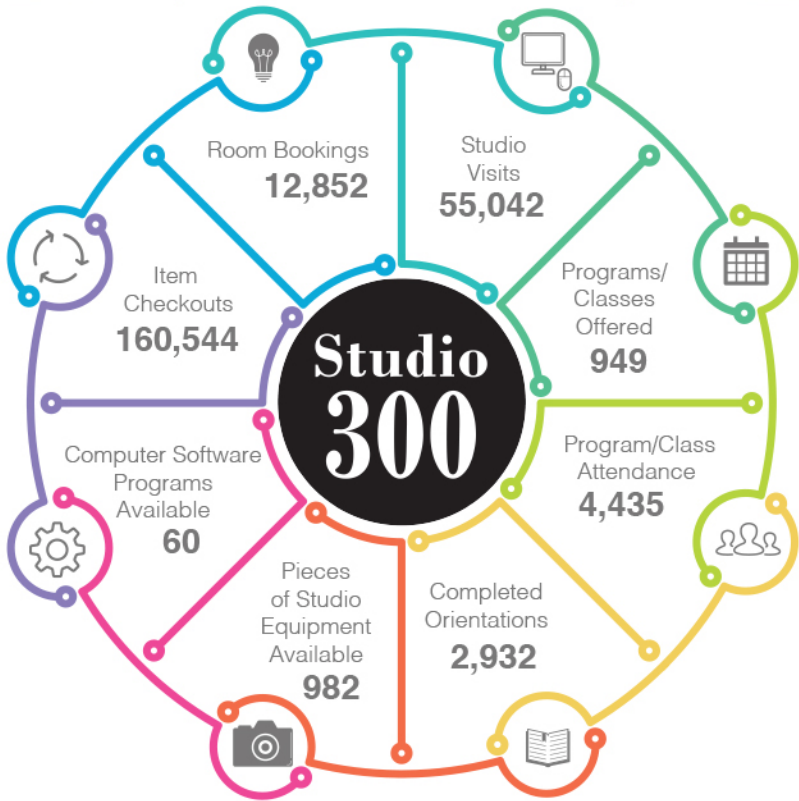 Room Bookings
12,852
Studio
Visits
55,042
Programs/
Classes
Offered
949
Program/Class
Attendance
4,435
Completed
Orientations
2,932
Pieces
of Studio
Equipment
Available
982
Computer Software
Programs
Available
60
Item
Checkouts
160,544
Studio
300